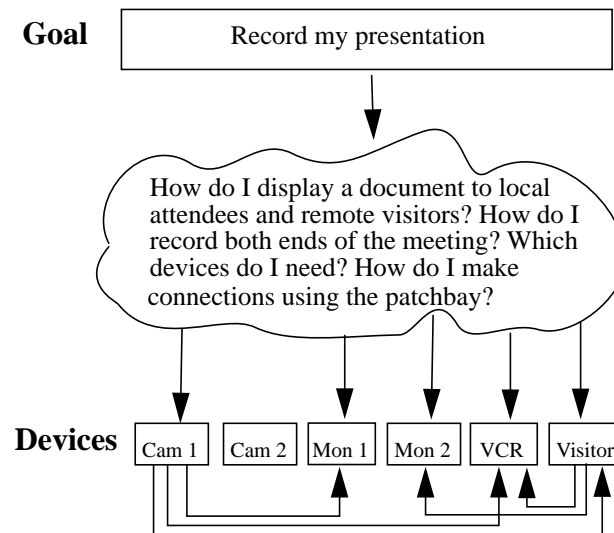 Goal
Record my presentation
How do I display a document to local
attendees and remote visitors? How do I
record both ends of the meeting? Which
devices do I need? How do I make
connections using the patchbay?
Devices
Cam 1
Cam 2
Mon 1
Mon 2
VCR
Visitor